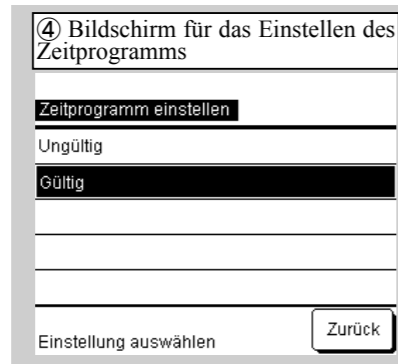 ④ Bildschirm für das Einstellen des
Zeitprogramms
Zeitprogramm einstellen
Ungültig
Gültig
Einstellung auswählen
Zurück